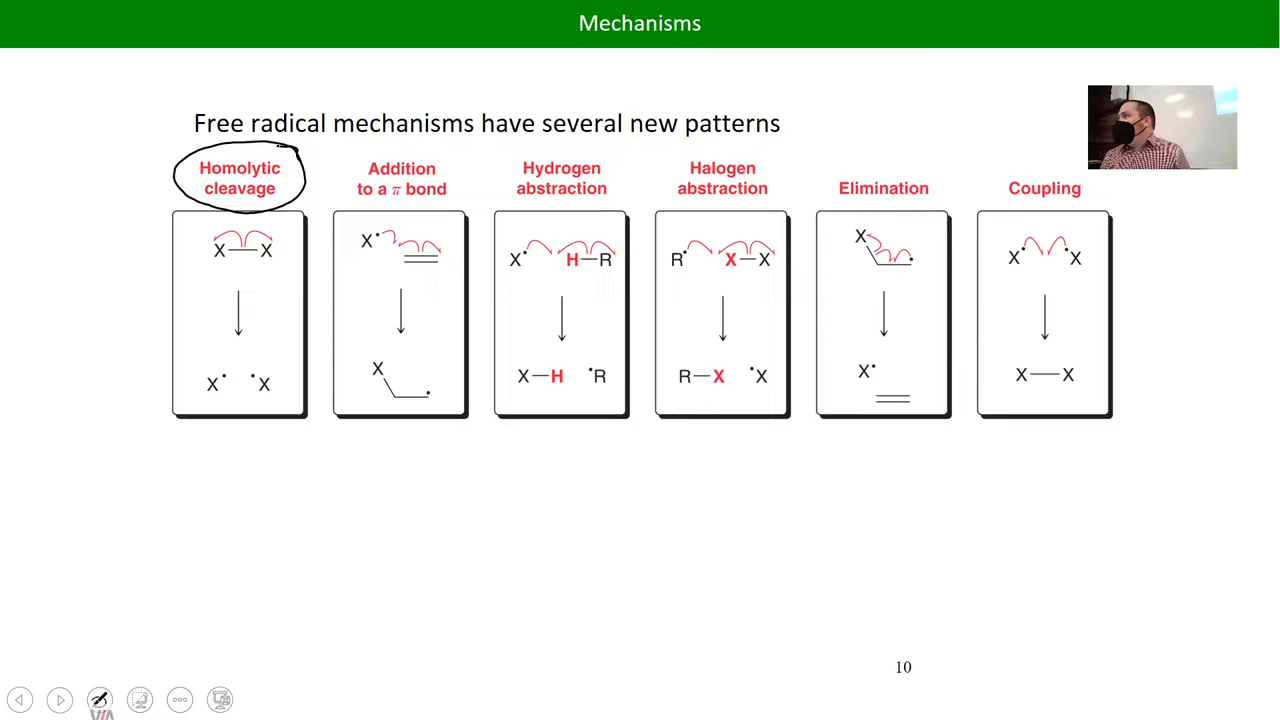 Mechanisms
Free radical mechanisms have several new patterns
Homolytic
cleavage
X—X
X• •X
Addition
to a π bond
X•
X
•
Hydrogen
abstraction
X• H—R
X—H •R
Halogen
abstraction
R• X—X
R—X •X
Elimination
X
•
X•
Coupling
X• •X
X—X
10